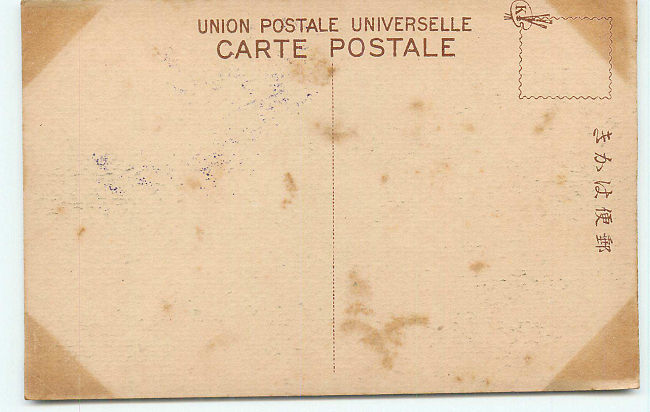 UNION POSTALE UNIVERSELLE
CARTE POSTALE
K.
きかは便郵